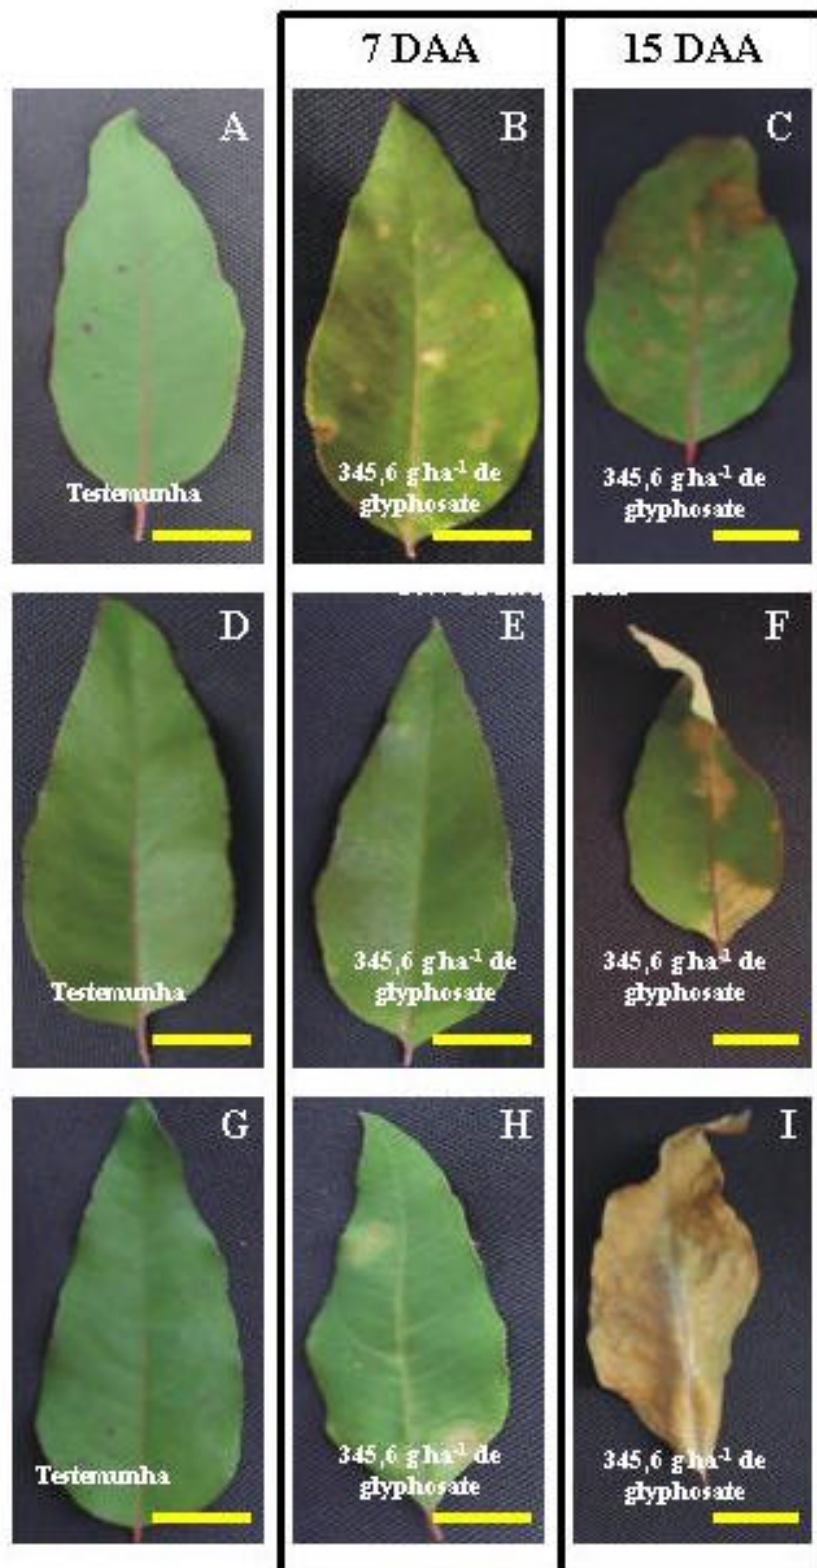 7 DAA
15 DAA
A
B
C
Testemunha
345,6 g ha⁻¹ de
glyphosate
345,6 g ha⁻¹ de
glyphosate
D
E
F
Testemunha
345,6 g ha⁻¹ de
glyphosate
345,6 g ha⁻¹ de
glyphosate
G
H
I
Testemunha
345,6 g ha⁻¹ de
glyphosate
345,6 g ha⁻¹ de
glyphosate